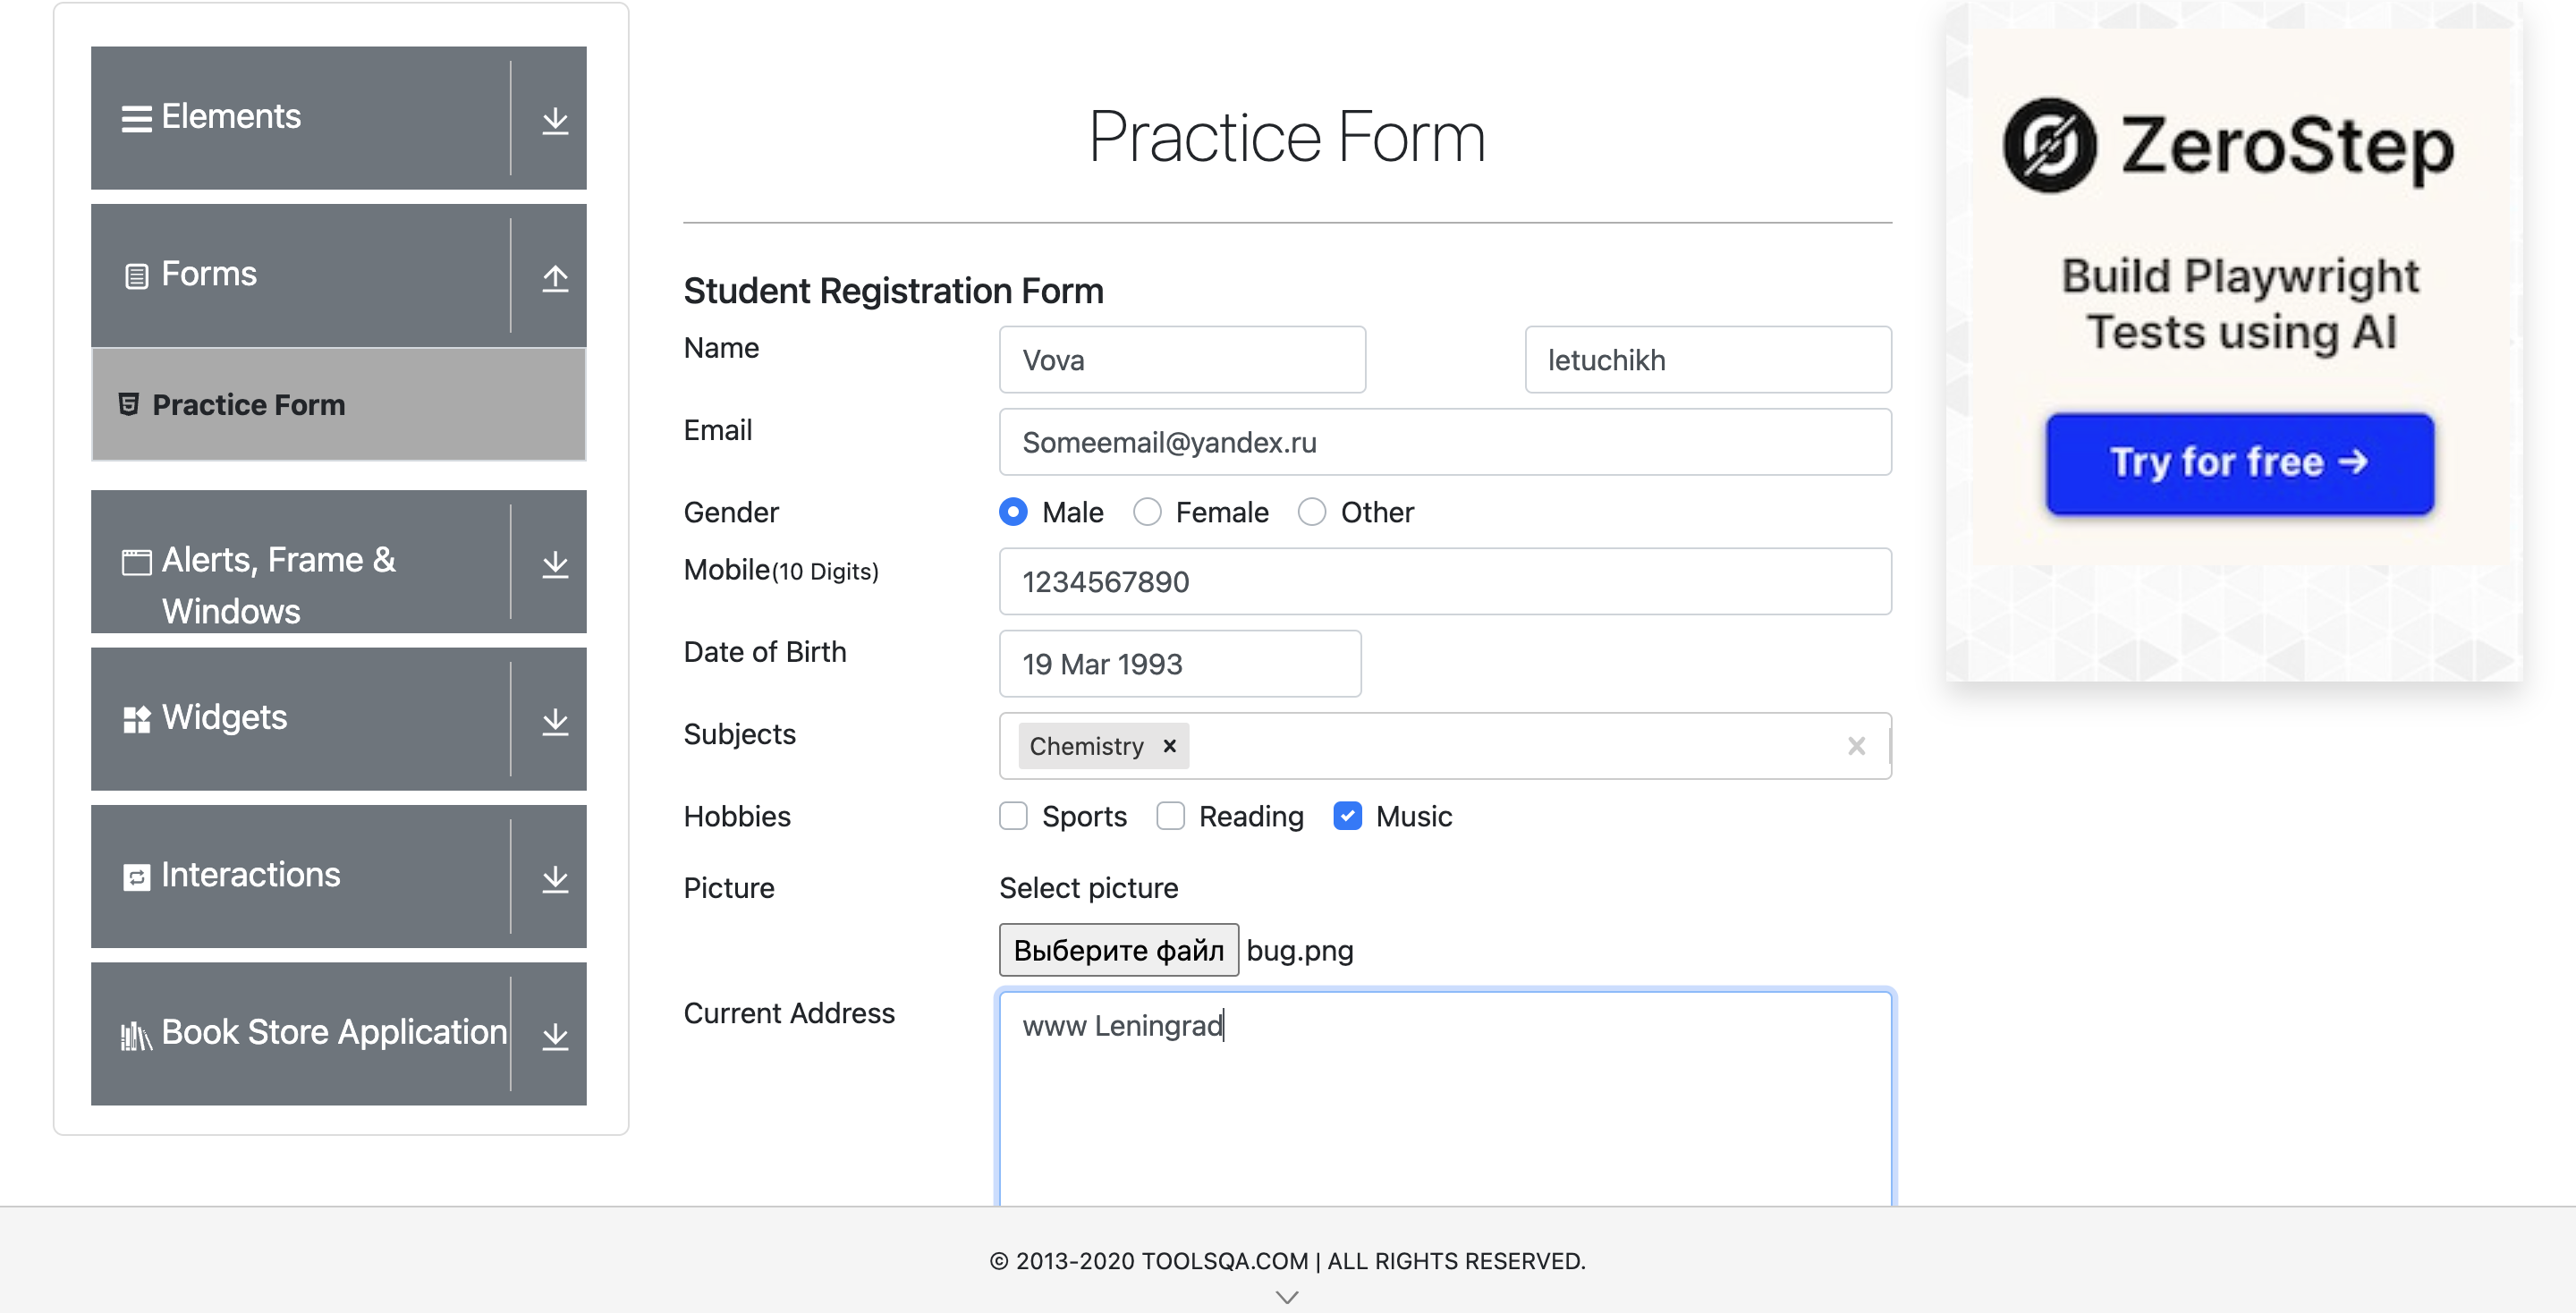 Elements
Forms
Practice Form
Alerts, Frame &
Windows
Widgets
Interactions
Book Store Application
Practice Form
Student Registration Form
Name
Vova
letuchikh
Email
Someemail@yandex.ru
Gender
Male
Female
Other
Mobile(10 Digits)
1234567890
Date of Birth
19 Mar 1993
Subjects
Chemistry
Hobbies
Sports
Reading
Music
Picture
Select picture
Выберите файл bug.png
Current Address
www Leningrad
ZeroStep
Build Playwright
Tests using AI
Try for free →
© 2013-2020 TOOLSQA.COM | ALL RIGHTS RESERVED.